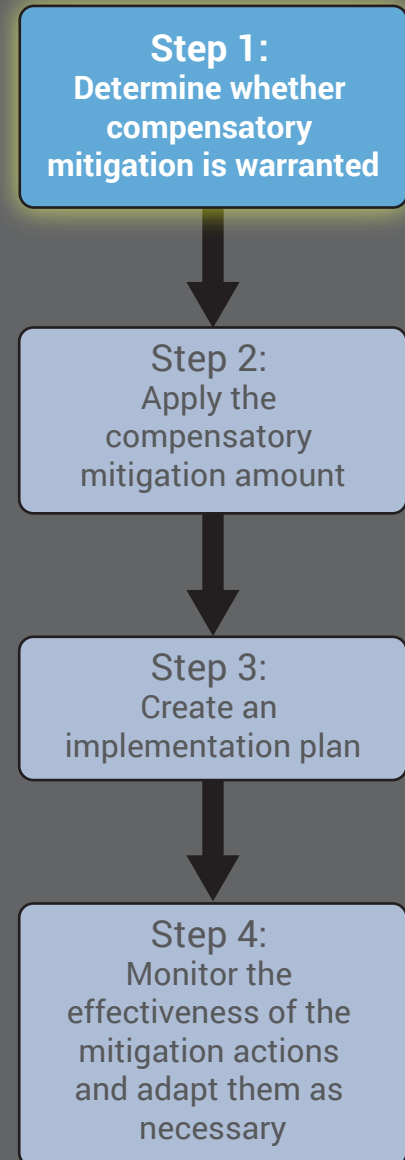 Step 1:
Determine whether
compensatory
mitigation is warranted
Step 2:
Apply the
compensatory
mitigation amount
Step 3:
Create an
implementation plan
Step 4:
Monitor the
effectiveness of the
mitigation actions
and adapt them as
necessary